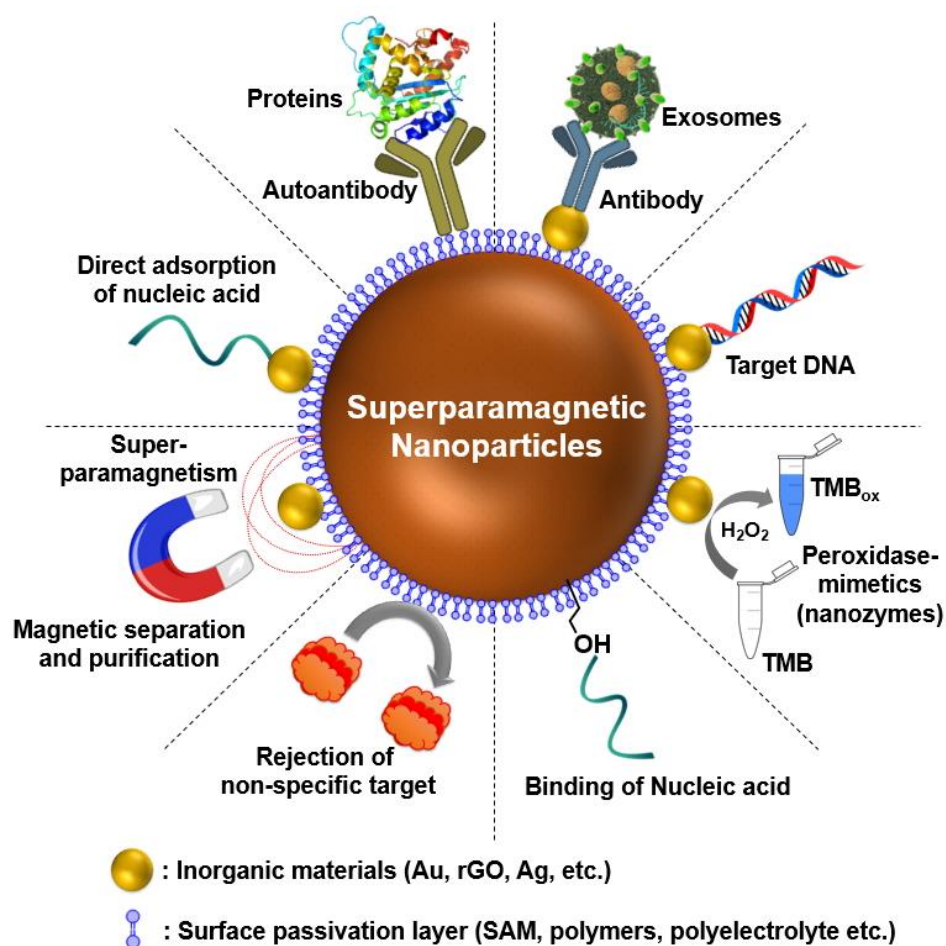 Proteins
Autoantibody
Exosomes
Antibody
Direct adsorption
of nucleic acid
Target DNA
Superparamagnetic
Nanoparticles
Super-
paramagnetism
Magnetic separation
and purification
TMBox
H2O2
Peroxidase-
mimetics
(nanozymes)
TMB
OH
Rejection of
non-specific target
Binding of Nucleic acid
: Inorganic materials (Au, rGO, Ag, etc.)
: Surface passivation layer (SAM, polymers, polyelectrolyte etc.)